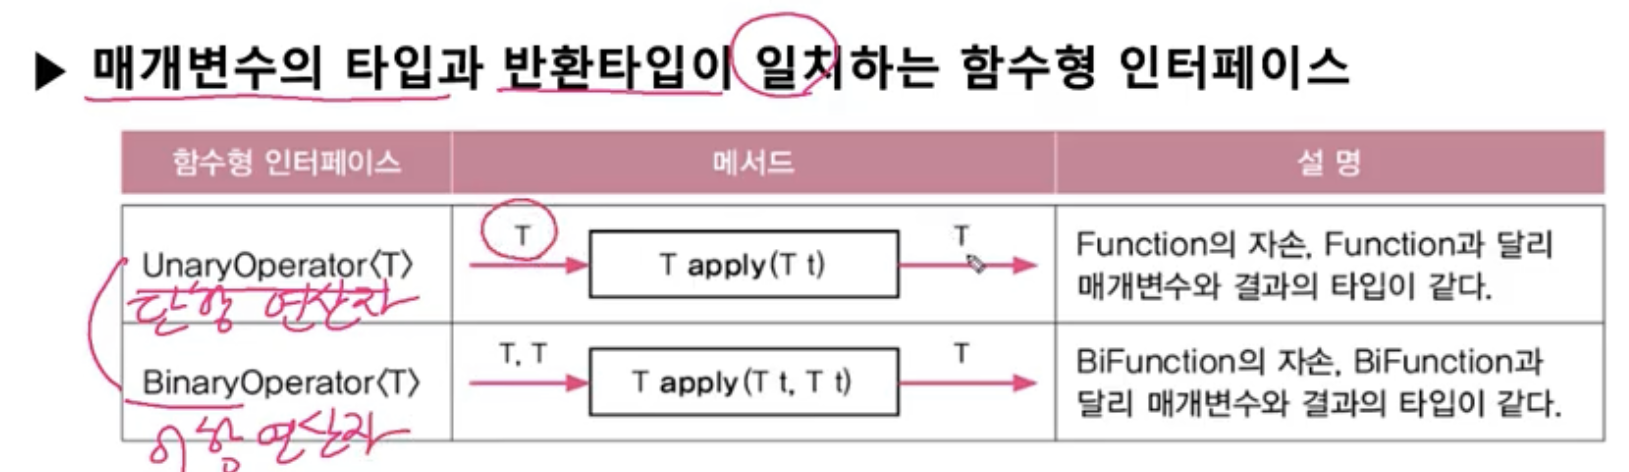 ▶ 매개변수의 타입과 반환타입이 일치하는 함수형 인터페이스
함수형 인터페이스 메서드 설 명
UnaryOperator〈T〉
단항 연산자
T
T apply(T t)
T
Function의 자손, Function과 달리
매개변수와 결과의 타입이 같다.
BinaryOperator〈T〉
이항 연산자
T, T
T apply(T t, T t)
T
BiFunction의 자손, BiFunction과
달리 매개변수와 결과의 타입이 같다.